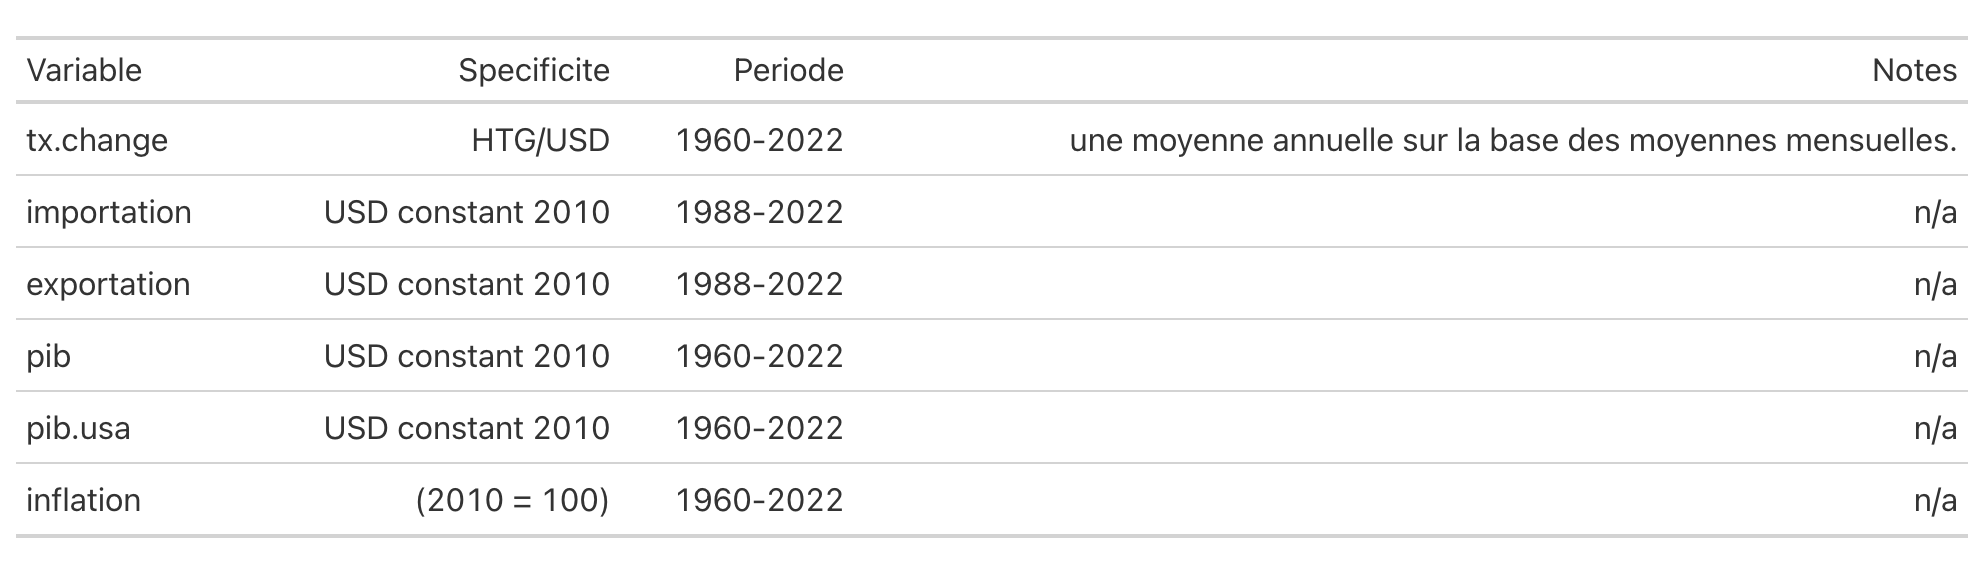 Variable Specificite Periode Notes
tx.change HTG/USD 1960-2022 une moyenne annuelle sur la base des moyennes mensuelles.
importation USD constant 2010 1988-2022 n/a
exportation USD constant 2010 1988-2022 n/a
pib USD constant 2010 1960-2022 n/a
pib.usa USD constant 2010 1960-2022 n/a
inflation (2010 = 100) 1960-2022 n/a